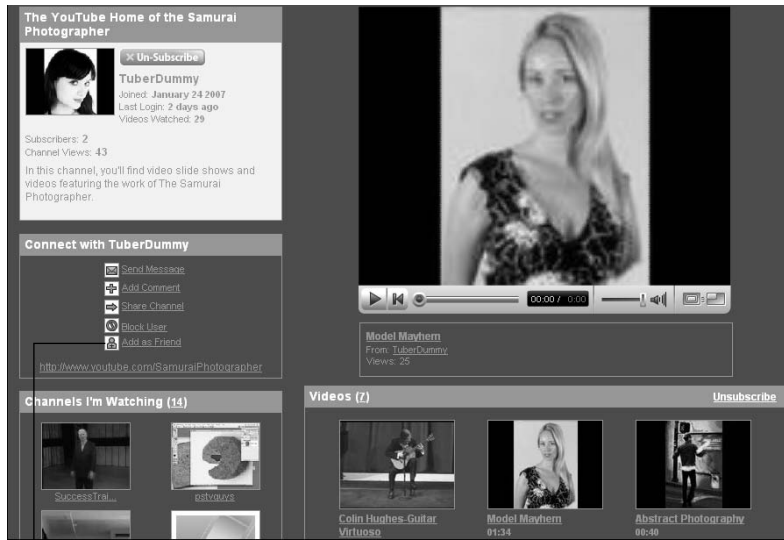 The YouTube Home of the Samurai
Photographer
Un-Subscribe
TuberDummy
Joined: January 24 2007
Last Login: 2 days ago
Videos Watched: 29
Subscribers: 2
Channel Views: 43
In this channel, you'll find video slide shows and
videos featuring the work of The Samurai
Photographer.
Connect with TuberDummy
Send Message
Add Comment
Share Channel
Block User
Add as Friend
http://www.youtube.com/SamuraiPhotographer
Channels I'm Watching (14)
SuccessTrai...
pstvguys
00:00 / 0:00
Model Mayhem
From: TuberDummy
Views: 25
Videos (7)
Unsubscribe
Colin Hughes-Guitar
Virtuoso
Model Mayhem
01:34
Abstract Photography
00:40